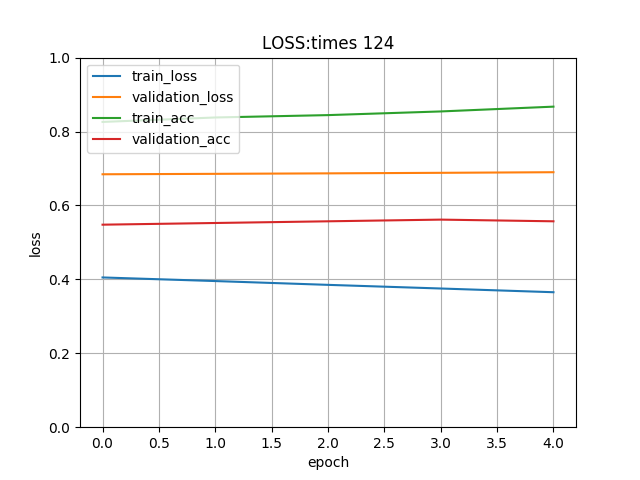 LOSS:times 124
1.0
0.8
0.6
0.4
0.2
0.0
loss
train_loss
validation_loss
train_acc
validation_acc
0.0 0.5 1.0 1.5 2.0 2.5 3.0 3.5 4.0
epoch